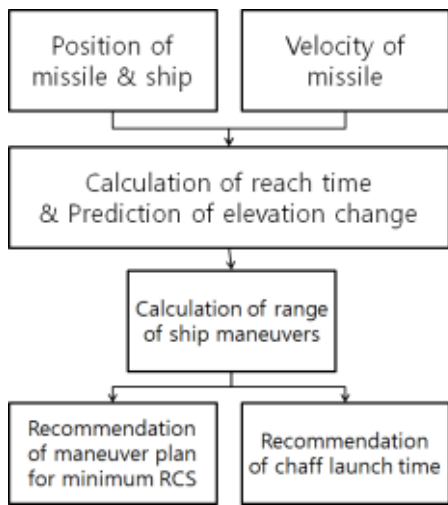 Position of
missile & ship
Velocity of
missile
Calculation of reach time
& Prediction of elevation change
Calculation of range
of ship maneuvers
Recommendation
of maneuver plan
for minimum RCS
Recommendation
of chaff launch time